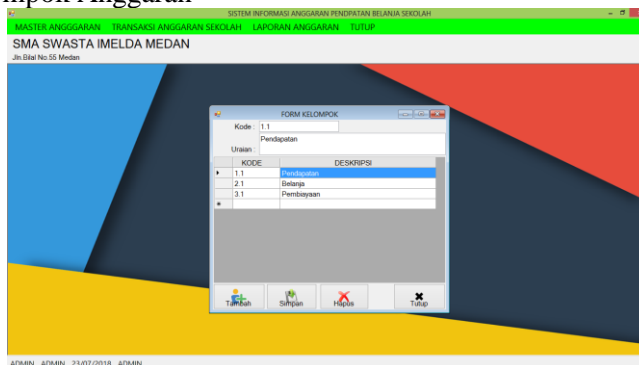 mpok Anggaran
SISTEM INFORMASI ANGGARAN PENDPATAN BELANJA SEKOLAH
MASTER ANGGGARAN TRANSAKSI ANGGARAN SEKOLAH LAPORAN ANGGARAN TUTUP
SMA SWASTA IMELDA MEDAN
Jln.Bilal No.55 Medan
FORM KELOMPOK
Kode : 1.1
Pendapatan
Uraian :
KODE DESKRIPSI
1.1 Pendapatan
2.1 Belanja
3.1 Pembiayaan
Tambah Simpan Hapus Tutup
ADMIN ADMIN 23/07/2018 ADMIN